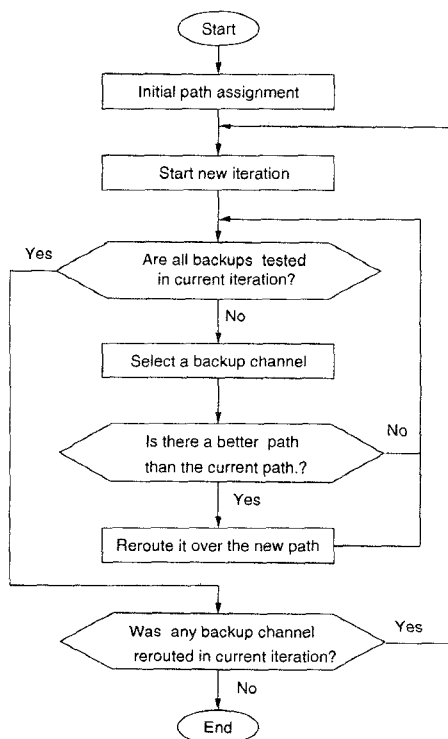 Start
Initial path assignment
Start new iteration
Yes
Are all backups tested
in current iteration?
No
Select a backup channel
Is there a better path
than the current path.?
No
Yes
Reroute it over the new path
Was any backup channel
rerouted in current iteration?
Yes
No
End